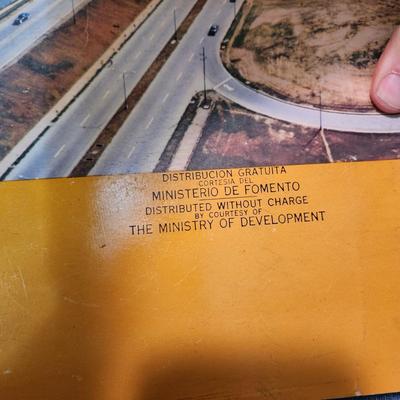 DISTRIBUCION GRATUITA
CORTESIA DEL
MINISTERIO DE FOMENTO
DISTRIBUTED WITHOUT CHARGE
BY COURTESY OF
THE MINISTRY OF DEVELOPMENT